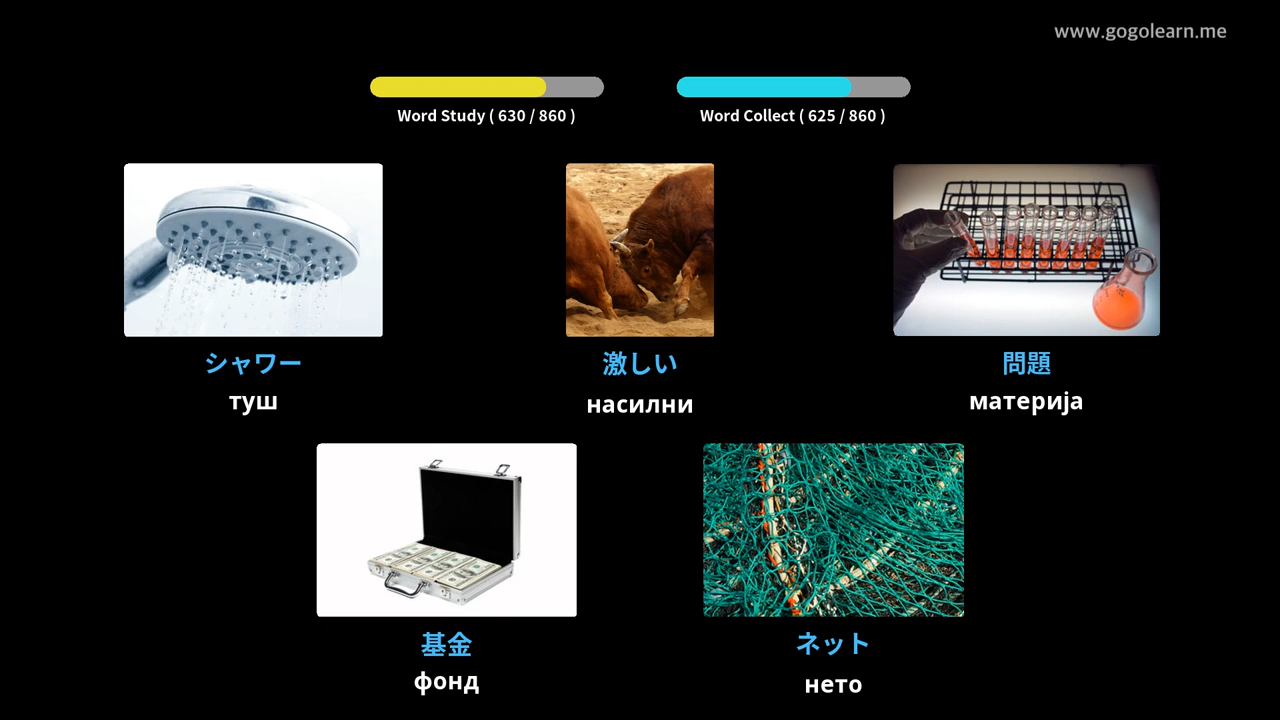 www.gogolearn.me
Word Study ( 630 / 860 )
Word Collect ( 625 / 860 )
シャワー
туш
激しい
насилни
問題
материја
基金
фонд
ネット
нето